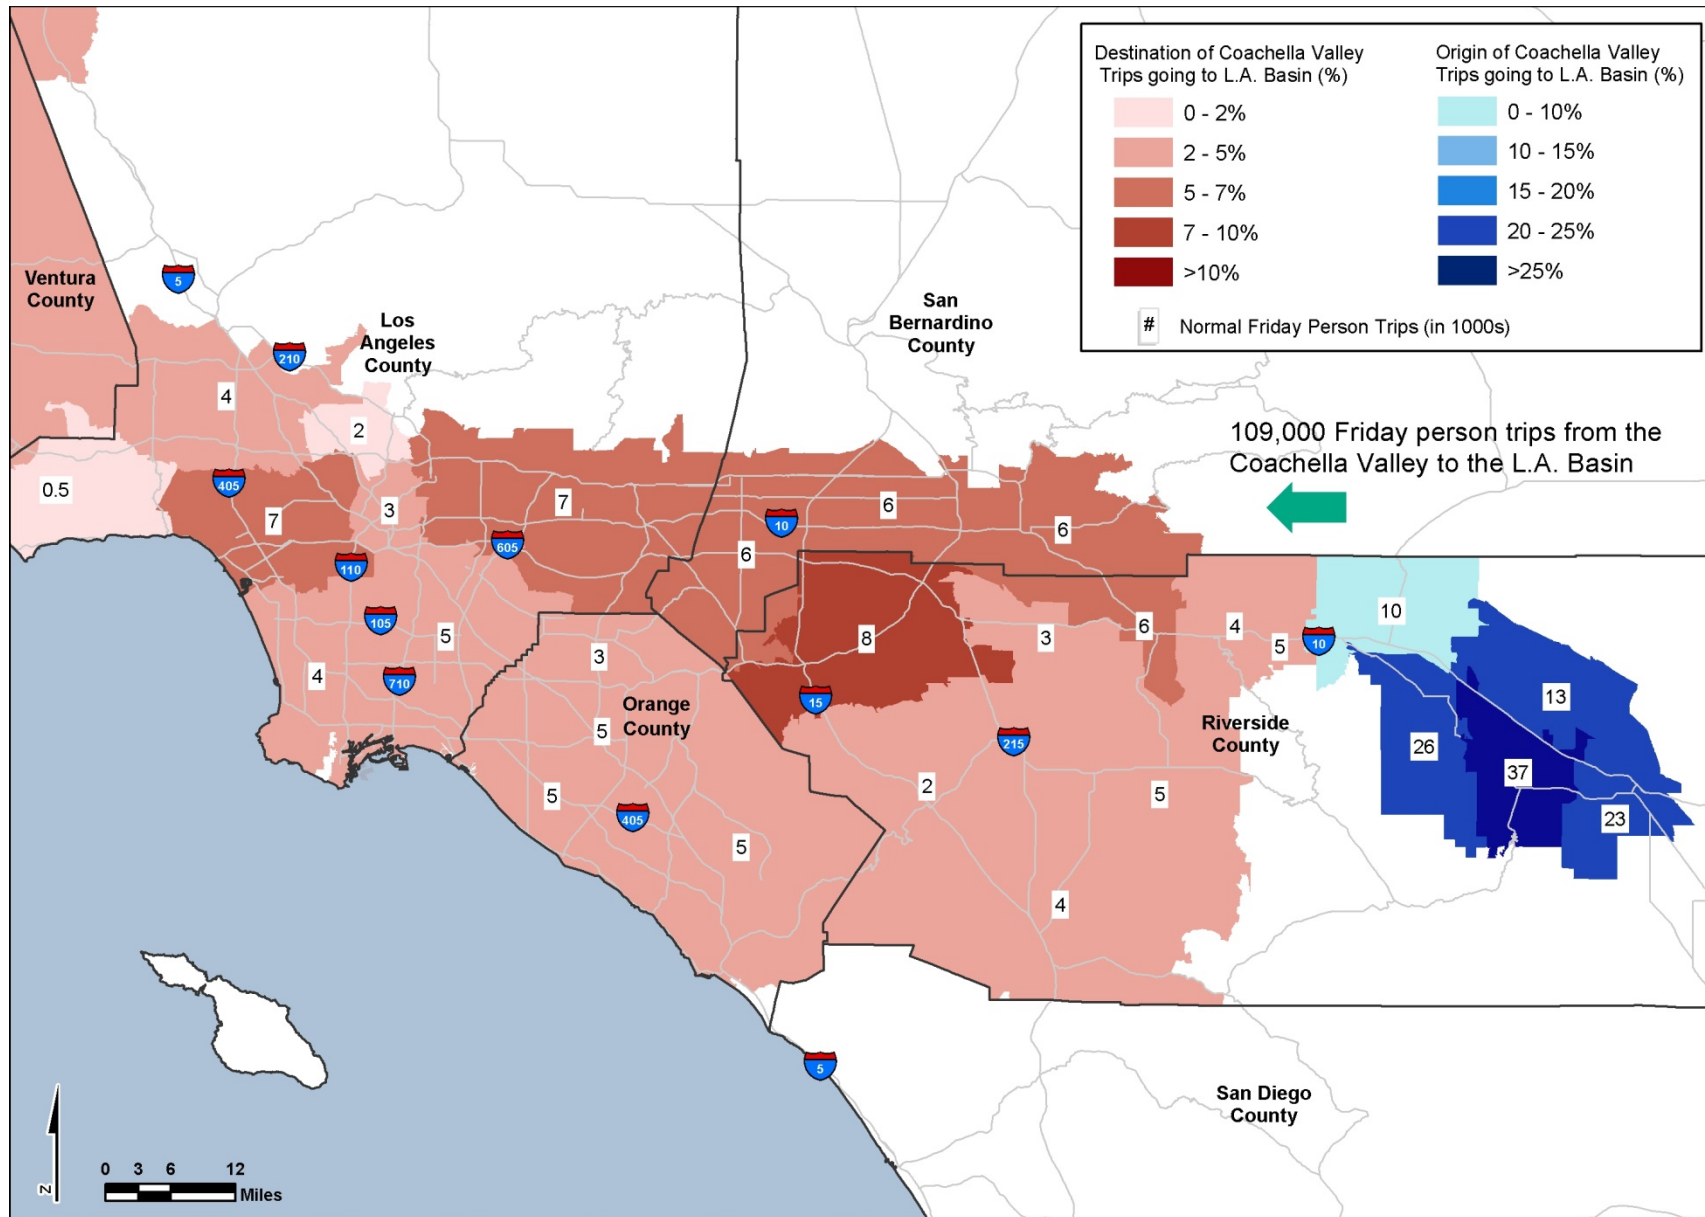 Destination of Coachella Valley
Trips going to L.A. Basin (%)
0 - 2%
2 - 5%
5 - 7%
7 - 10%
>10%
Origin of Coachella Valley
Trips going to L.A. Basin (%)
0 - 10%
10 - 15%
15 - 20%
20 - 25%
>25%
# Normal Friday Person Trips (in 1000s)
109,000 Friday person trips from the
Coachella Valley to the L.A. Basin
Ventura
County
5
Los
Angeles
County
210
San
Bernardino
County
4
2
0.5
405
7
3
7
605
110
10
6
6
6
105
5
4
710
3
Orange
County
5
5
405
5
8
15
3
6
4
5
10
10
Riverside
County
215
2
5
4
13
26
37
23
5
San Diego
County
N
0 3 6 12
Miles